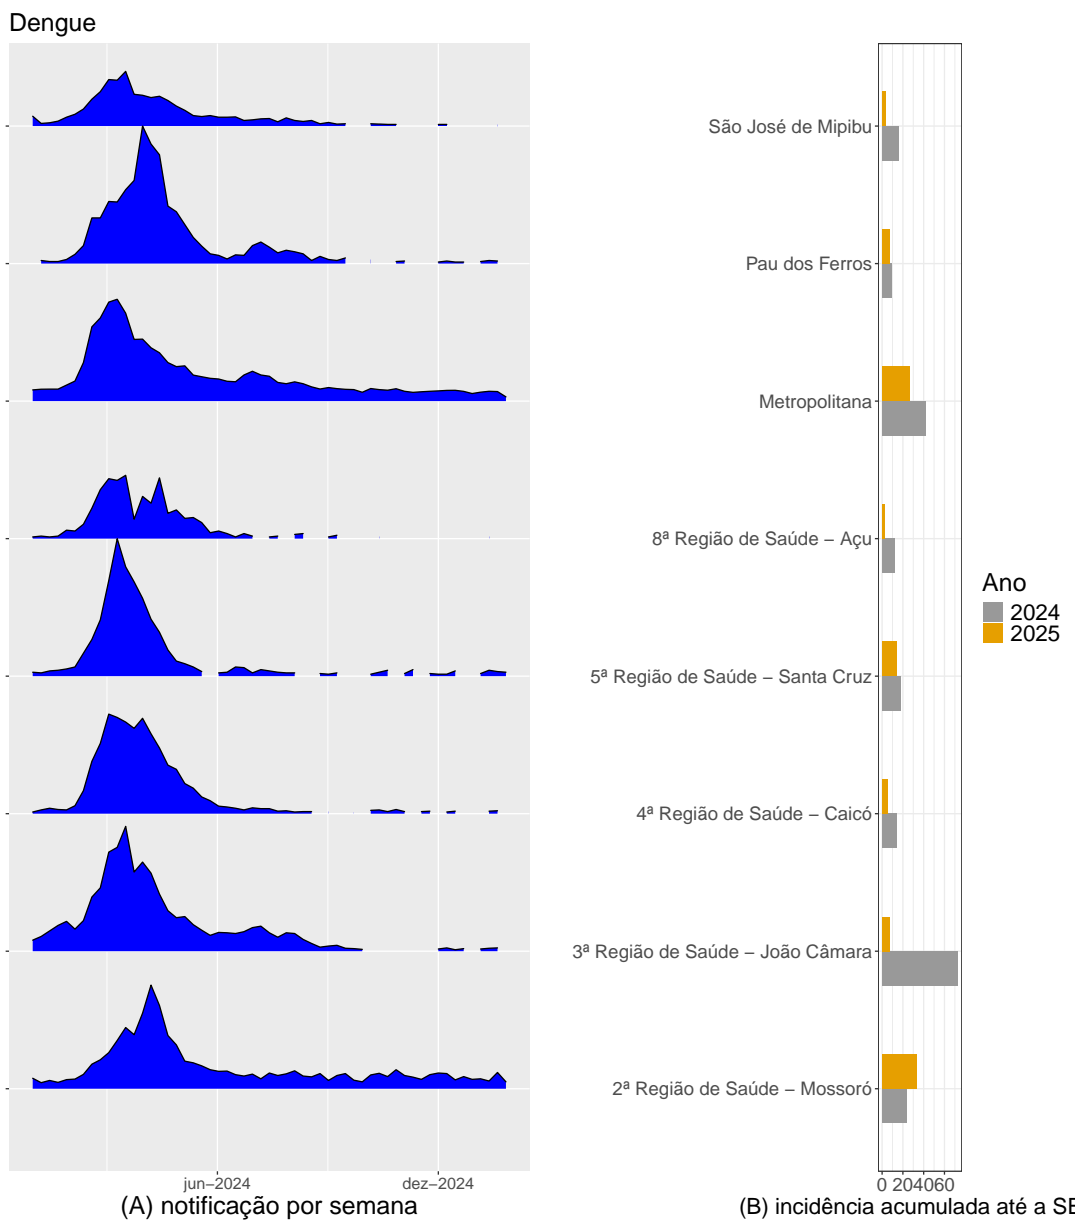 Dengue
São José de Mipibu
Pau dos Ferros
Metropolitana
8ª Região de Saúde – Açu
5ª Região de Saúde – Santa Cruz
4ª Região de Saúde – Caicó
3ª Região de Saúde – João Câmara
2ª Região de Saúde – Mossoró
Ano
2024
2025
jun–2024 dez–2024
0 204060
(A) notificação por semana
(B) incidência acumulada até a SE